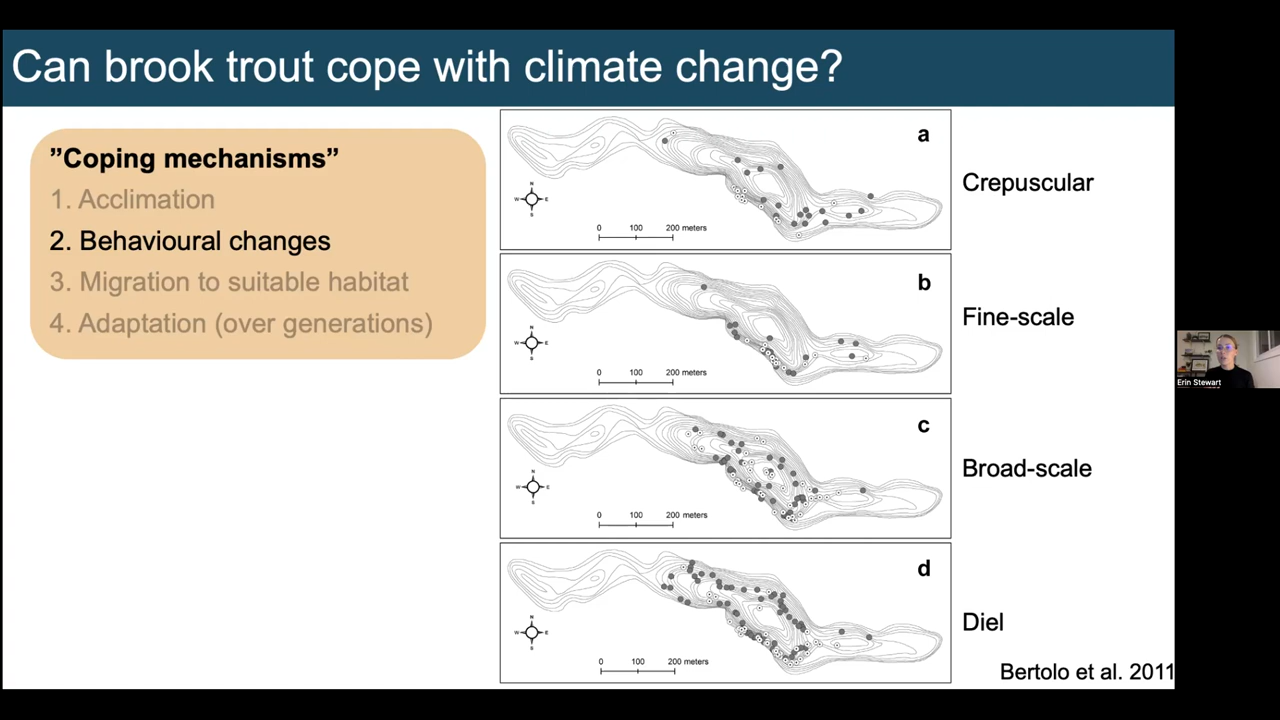 Can brook trout cope with climate change?
”Coping mechanisms”
1. Acclimation
2. Behavioural changes
3. Migration to suitable habitat
4. Adaptation (over generations)
a
N
W E
S
0 100 200 meters
Crepuscular
b
N
W E
S
0 100 200 meters
Fine-scale
c
N
W E
S
0 100 200 meters
Broad-scale
d
N
W E
S
0 100 200 meters
Diel
Bertolo et al. 2011
Erin Stewart